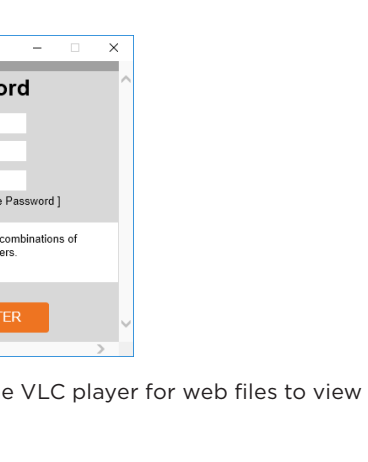 ord
e Password ]
combinations of
ers.
TER
e VLC player for web files to view